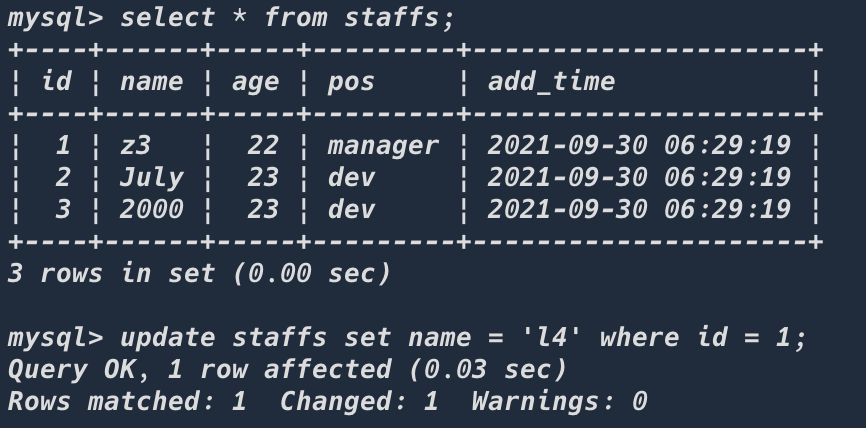 mysql> select * from staffs;
+----+------+-----+---------+---------------------+
| id | name | age | pos     | add_time            |
+----+------+-----+---------+---------------------+
|  1 | z3   |  22 | manager | 2021-09-30 06:29:19 |
|  2 | July |  23 | dev     | 2021-09-30 06:29:19 |
|  3 | 2000 |  23 | dev     | 2021-09-30 06:29:19 |
+----+------+-----+---------+---------------------+
3 rows in set (0.00 sec)

mysql> update staffs set name = 'l4' where id = 1;
Query OK, 1 row affected (0.03 sec)
Rows matched: 1  Changed: 1  Warnings: 0